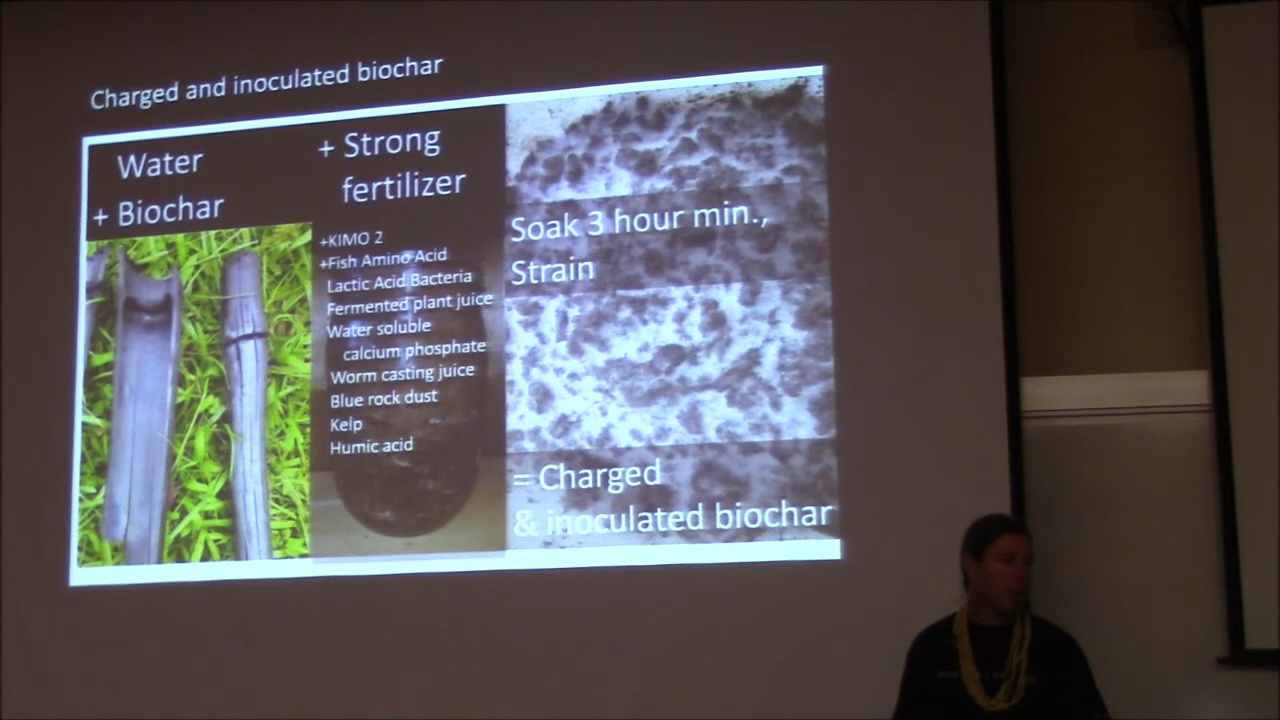 Charged and inoculated biochar
Water
+ Biochar
+ Strong
fertilizer
+KIMO 2
+Fish Amino Acid
Lactic Acid Bacteria
Fermented plant juice
Water soluble
calcium phosphate
Worm casting juice
Blue rock dust
Kelp
Humic acid
Soak 3 hour min.,
Strain
= Charged
& inoculated biochar